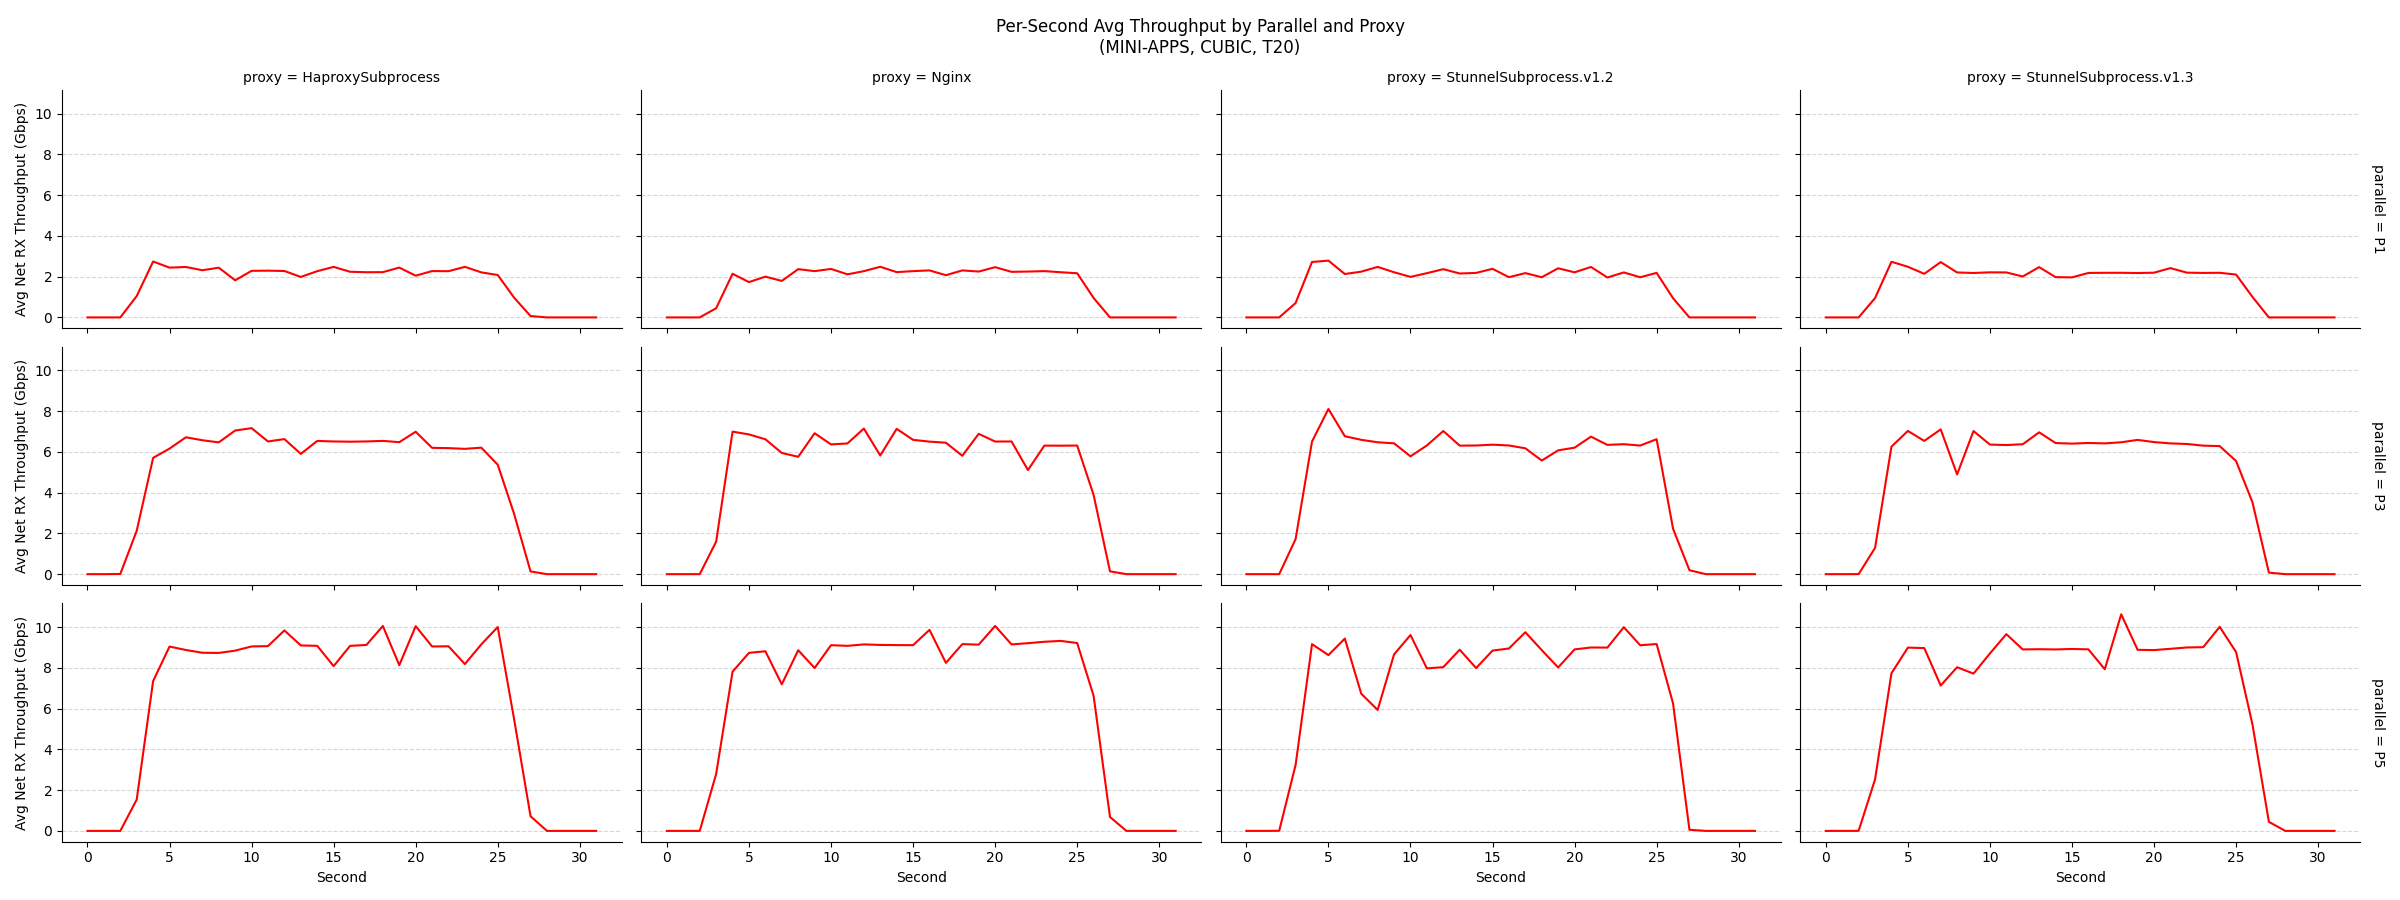 Per-Second Avg Throughput by Parallel and Proxy
(MINI-APPS, CUBIC, T20)
proxy = HaproxySubprocess
proxy = Nginx
proxy = StunnelSubprocess.v1.2
proxy = StunnelSubprocess.v1.3
Avg Net RX Throughput (Gbps)
10
8
6
4
2
0
parallel = P1
Avg Net RX Throughput (Gbps)
10
8
6
4
2
0
parallel = P3
Avg Net RX Throughput (Gbps)
10
8
6
4
2
0
parallel = P5
0 5 10 15 20 25 30
Second
0 5 10 15 20 25 30
Second
0 5 10 15 20 25 30
Second
0 5 10 15 20 25 30
Second